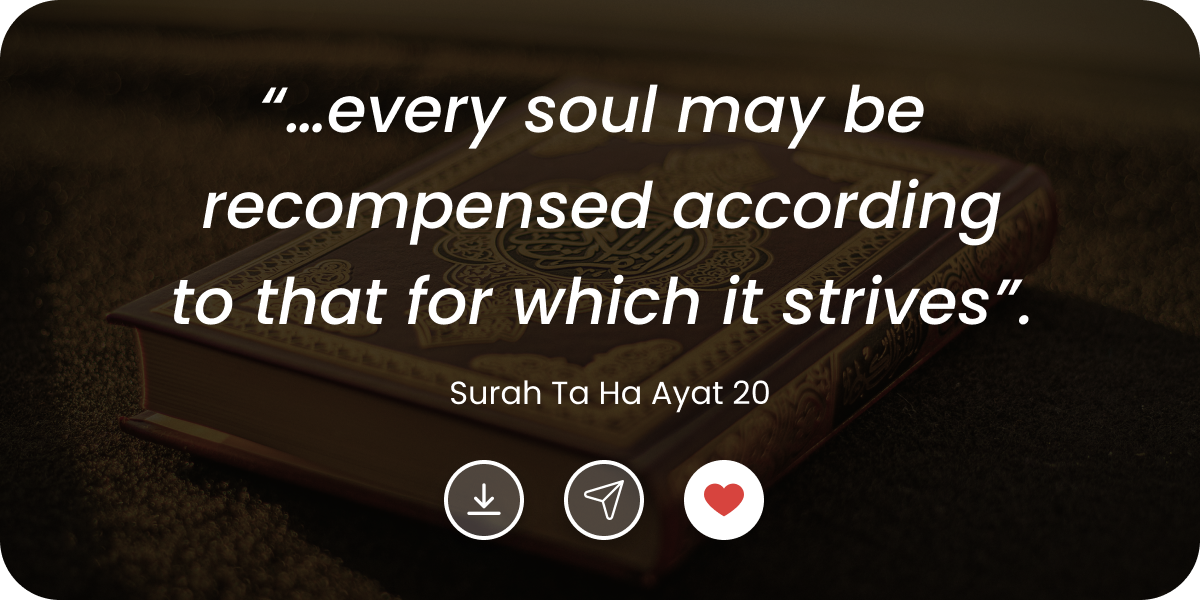 “...every soul may be
recompensed according
to that for which it strives”.
Surah Ta Ha Ayat 20